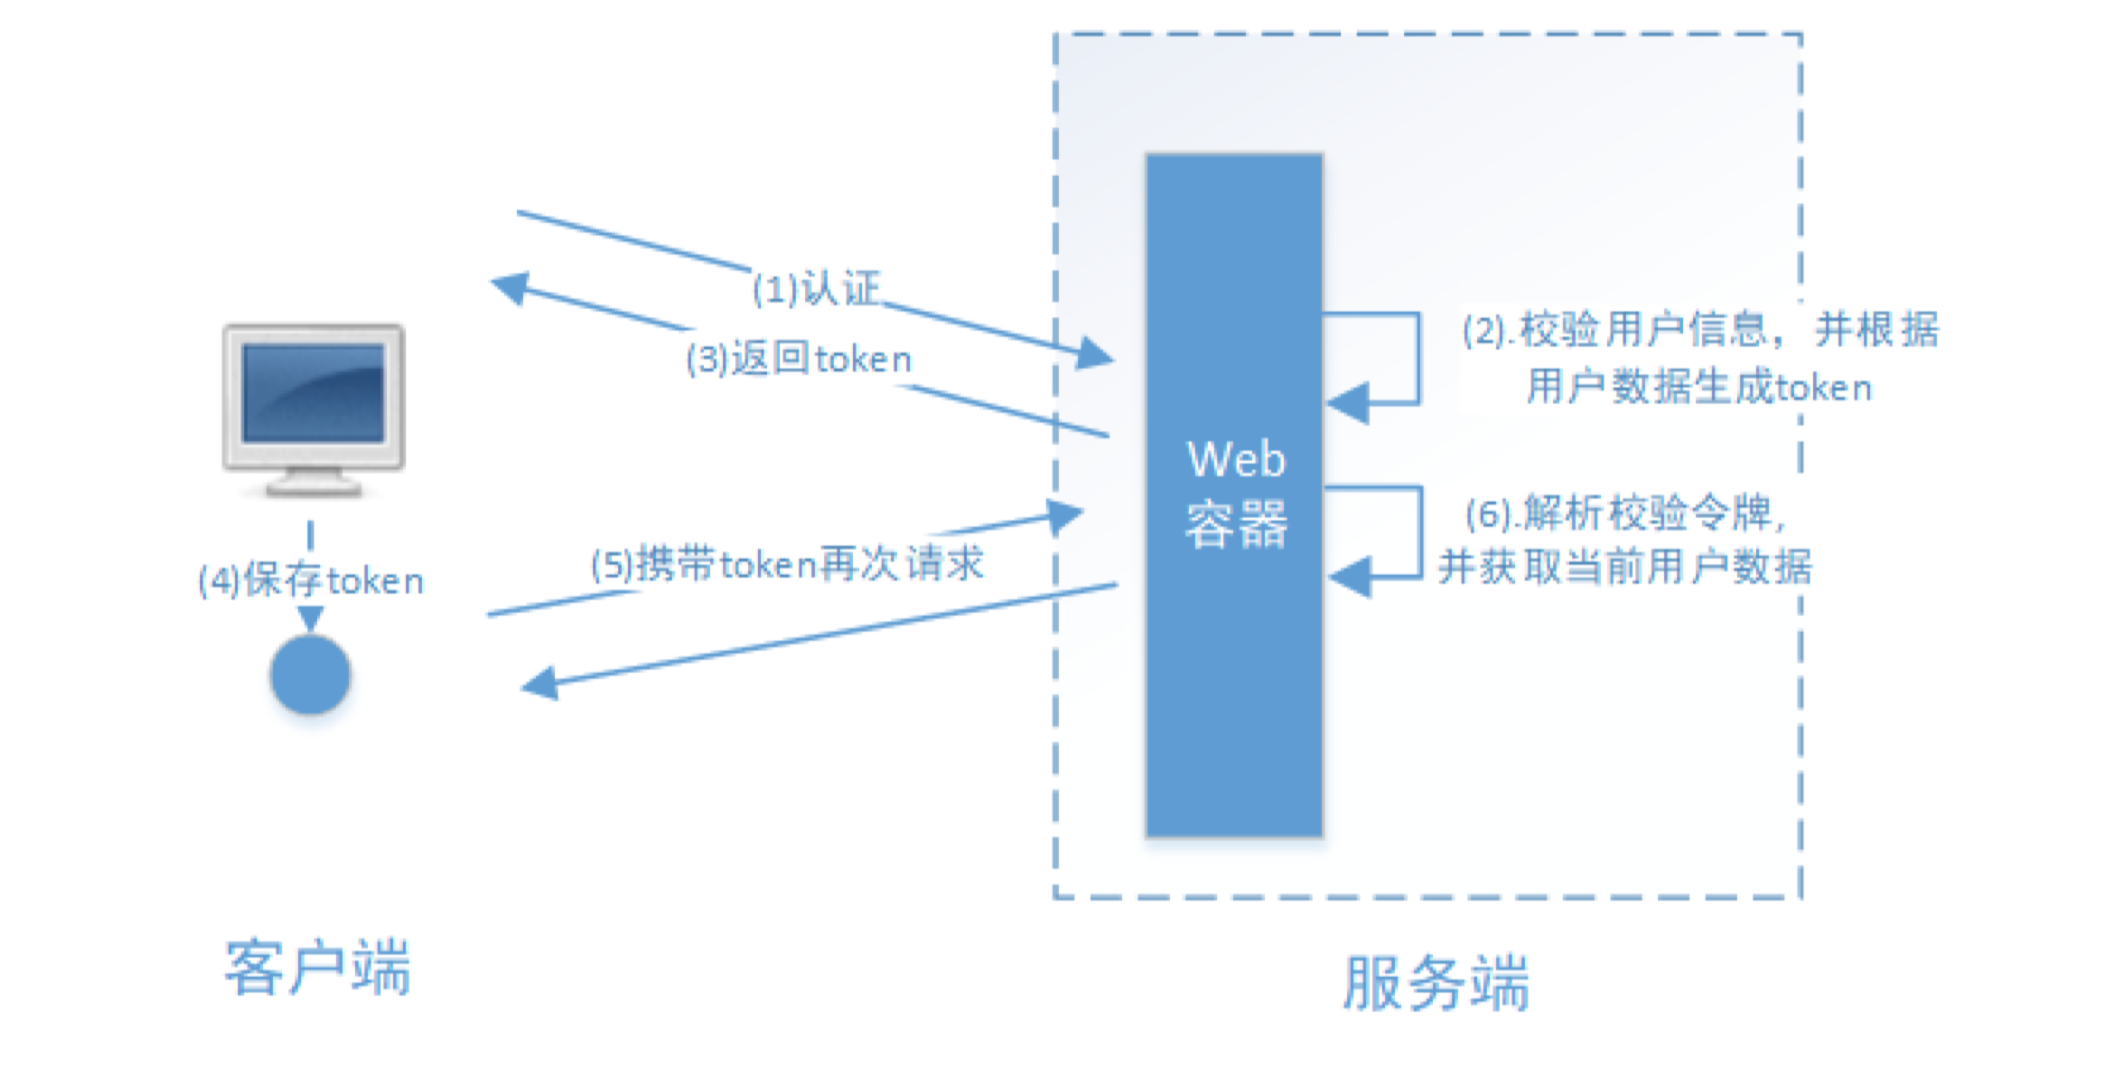 (1)认证
(3)返回token
(2).校验用户信息，并根据
用户数据生成token
Web
容器
(6).解析校验令牌,
并获取当前用户数据
(5)携带token再次请求
(4)保存token
客户端
服务端